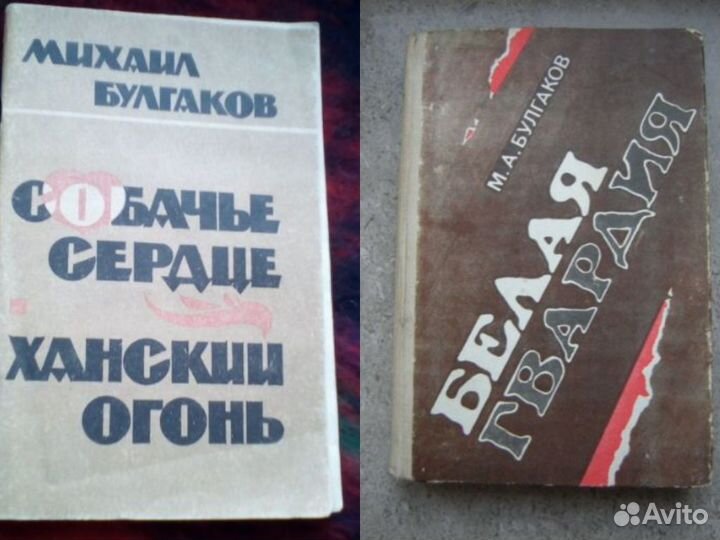 МИХАИЛ
БУЛГАКОВ
СОБАЧЬЕ
СЕРДЦЕ
ХАНСКИЙ
ОГОНЬ
М.А.БУЛГАКОВ
БЕЛАЯ
ГВАРДИЯ
Avito